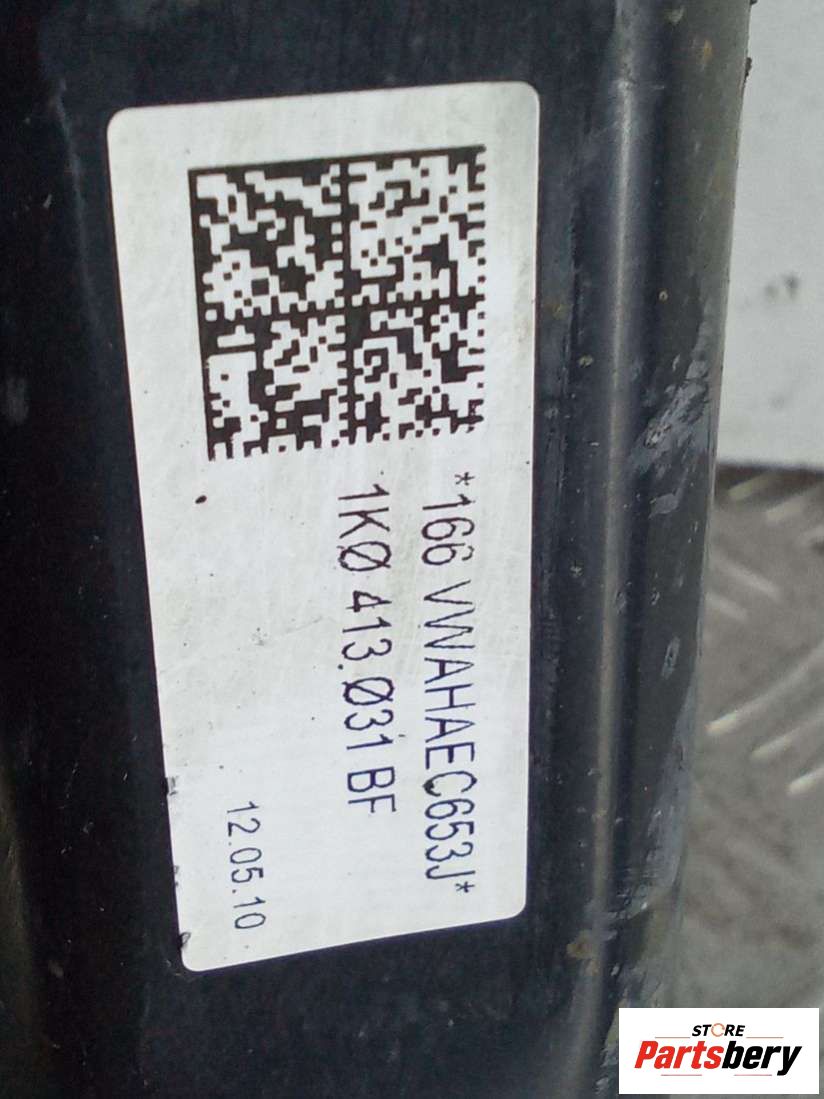 *166 VWAHAEC653J*
1KØ 413.Ø31 BF
12.05.10
STORE
Partsbery